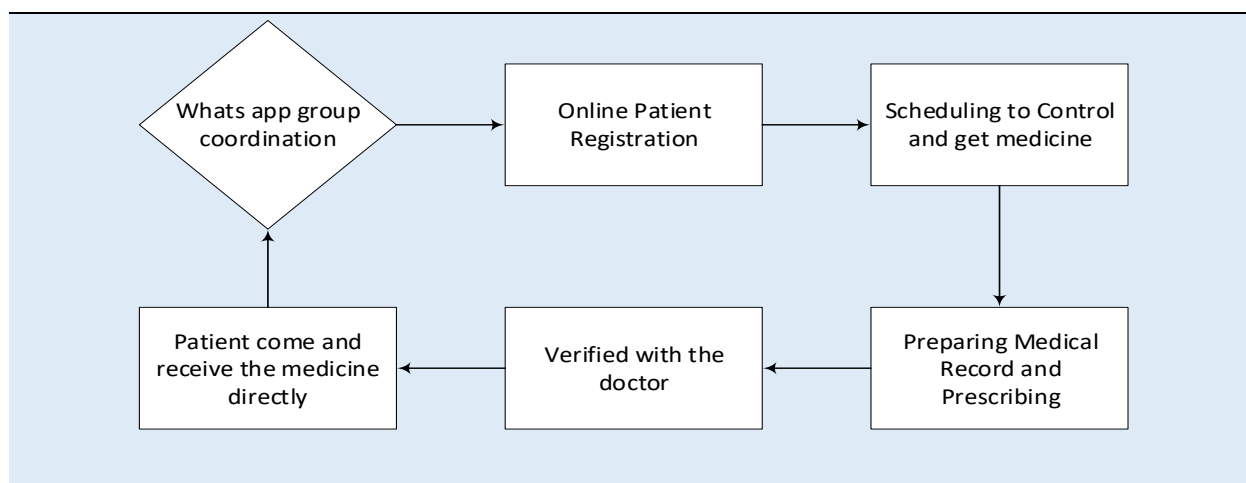 Whats app group
coordination
Online Patient
Registration
Scheduling to Control
and get medicine
Preparing Medical
Record and
Prescribing
Verified with the
doctor
Patient come and
receive the medicine
directly